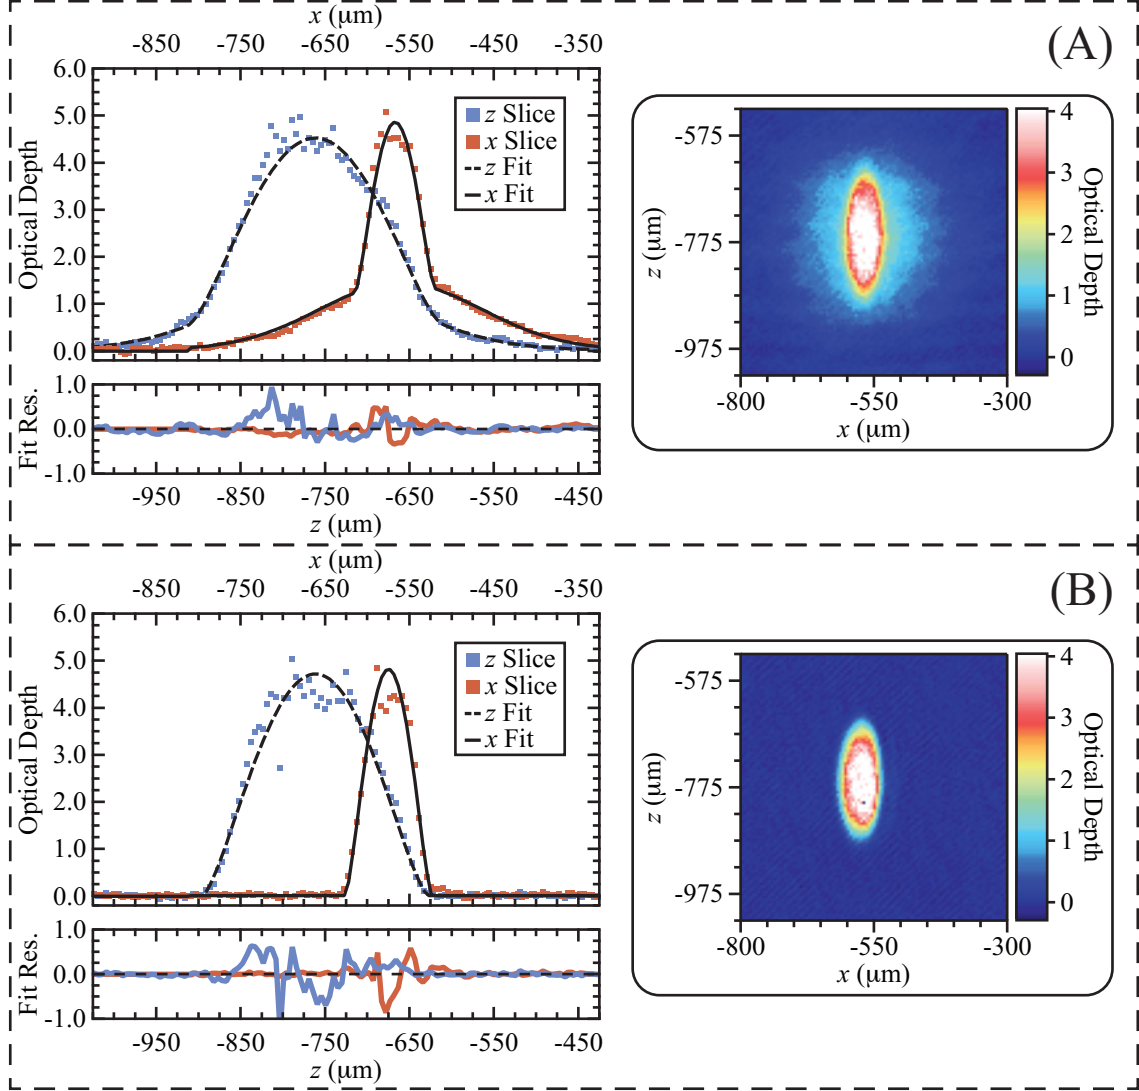 x (μm)
-850 -750 -650 -550 -450 -350
(A)
6.0
5.0
4.0
3.0
2.0
1.0
0.0
Optical Depth
z Slice
x Slice
z Fit
x Fit
1.0
0.0
-1.0
Fit Res.
-950 -850 -750 -650 -550 -450
z (μm)
-575
-775
-975
z (μm)
-800 -550 -300
x (μm)
4
3
2
1
0
Optical Depth
x (μm)
-850 -750 -650 -550 -450 -350
(B)
6.0
5.0
4.0
3.0
2.0
1.0
0.0
Optical Depth
z Slice
x Slice
z Fit
x Fit
1.0
0.0
-1.0
Fit Res.
-950 -850 -750 -650 -550 -450
z (μm)
-575
-775
-975
z (μm)
-800 -550 -300
x (μm)
4
3
2
1
0
Optical Depth